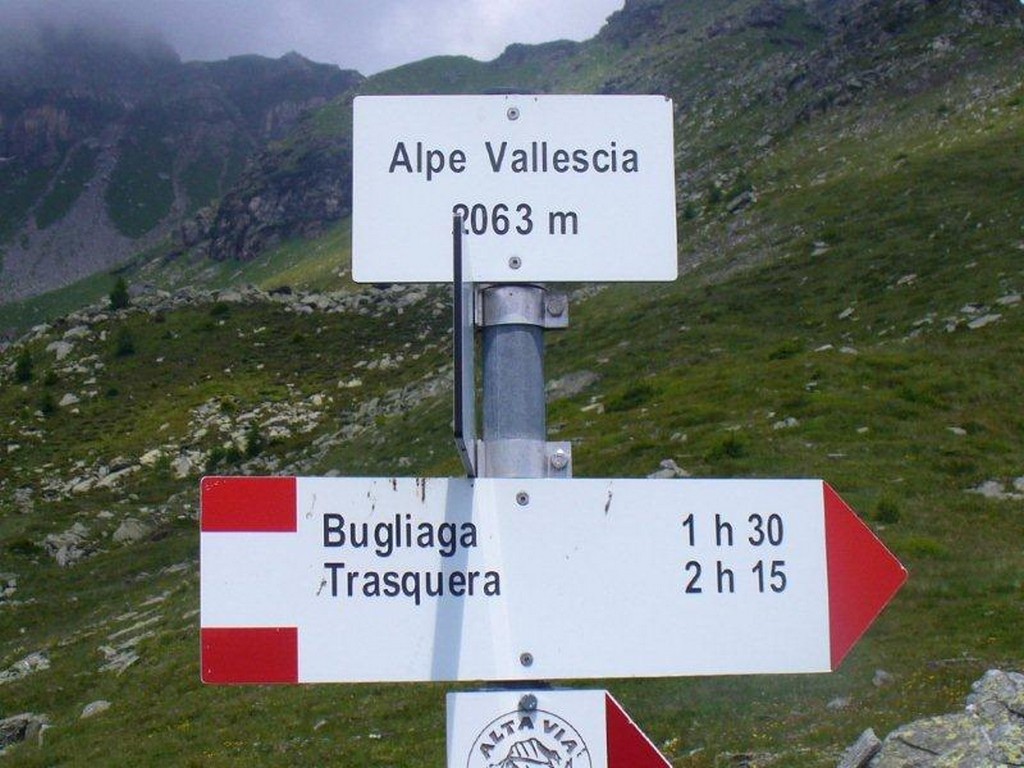 Alpe Vallescia
2063 m
Bugliaga 1 h 30
Trasquera 2 h 15
ALTA VIA